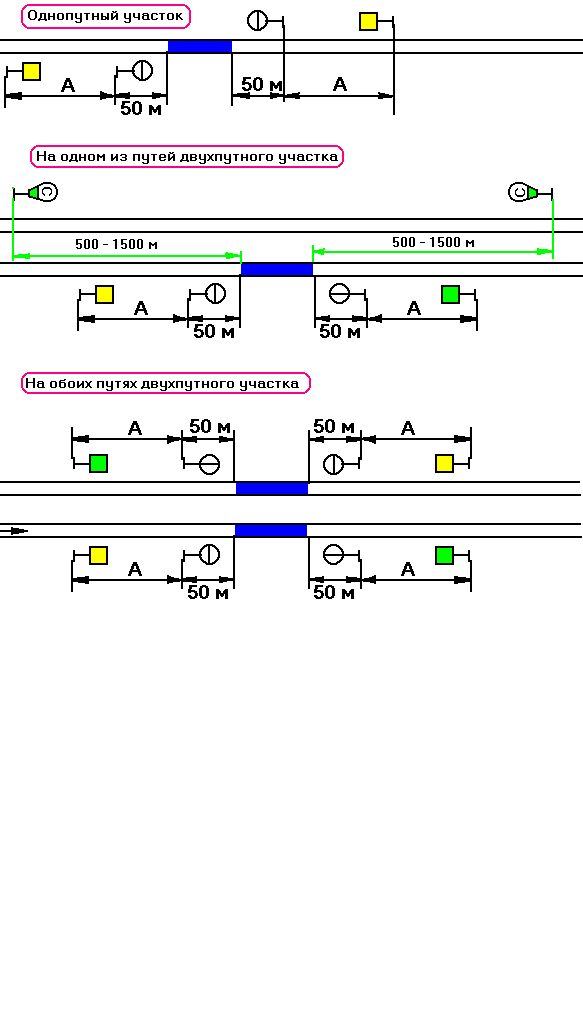 Однопутный участок
А
50 м
50 м
А
На одном из путей двухпутного участка
С
С
500 - 1500 м
500 - 1500 м
А
50 м
50 м
А
На обоих путях двухпутного участка
А
50 м
50 м
А
А
50 м
50 м
А